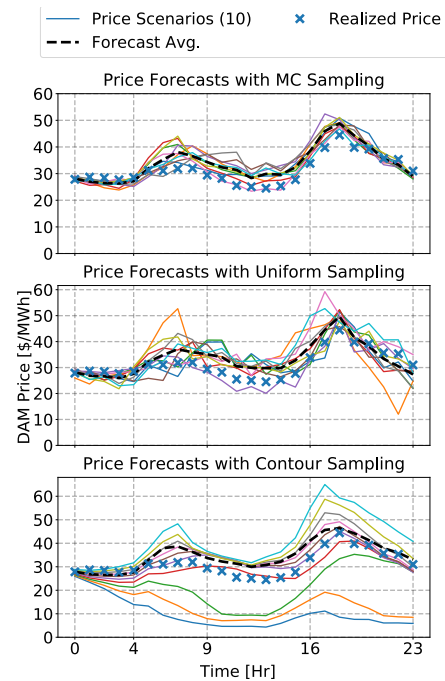 Price Scenarios (10) Realized Price
Forecast Avg.
Price Forecasts with MC Sampling
60
50
40
30
20
10
0
Price Forecasts with Uniform Sampling
60
50
40
30
20
10
0
DAM Price [$/MWh]
Price Forecasts with Contour Sampling
60
50
40
30
20
10
0
0 4 9 16 23
Time [Hr]